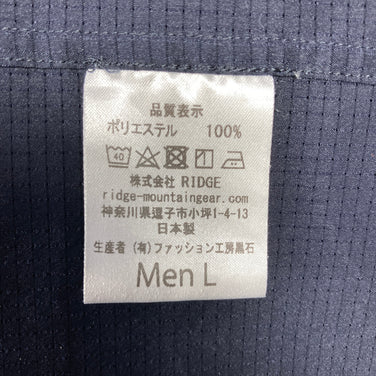 品質表示
ポリエステル 100%
40
株式会社 RIDGE
ridge-mountaingear.com/
神奈川県逗子市小坪1-4-13
日本製
生産者 (有)ファッション工房黒石
Men L